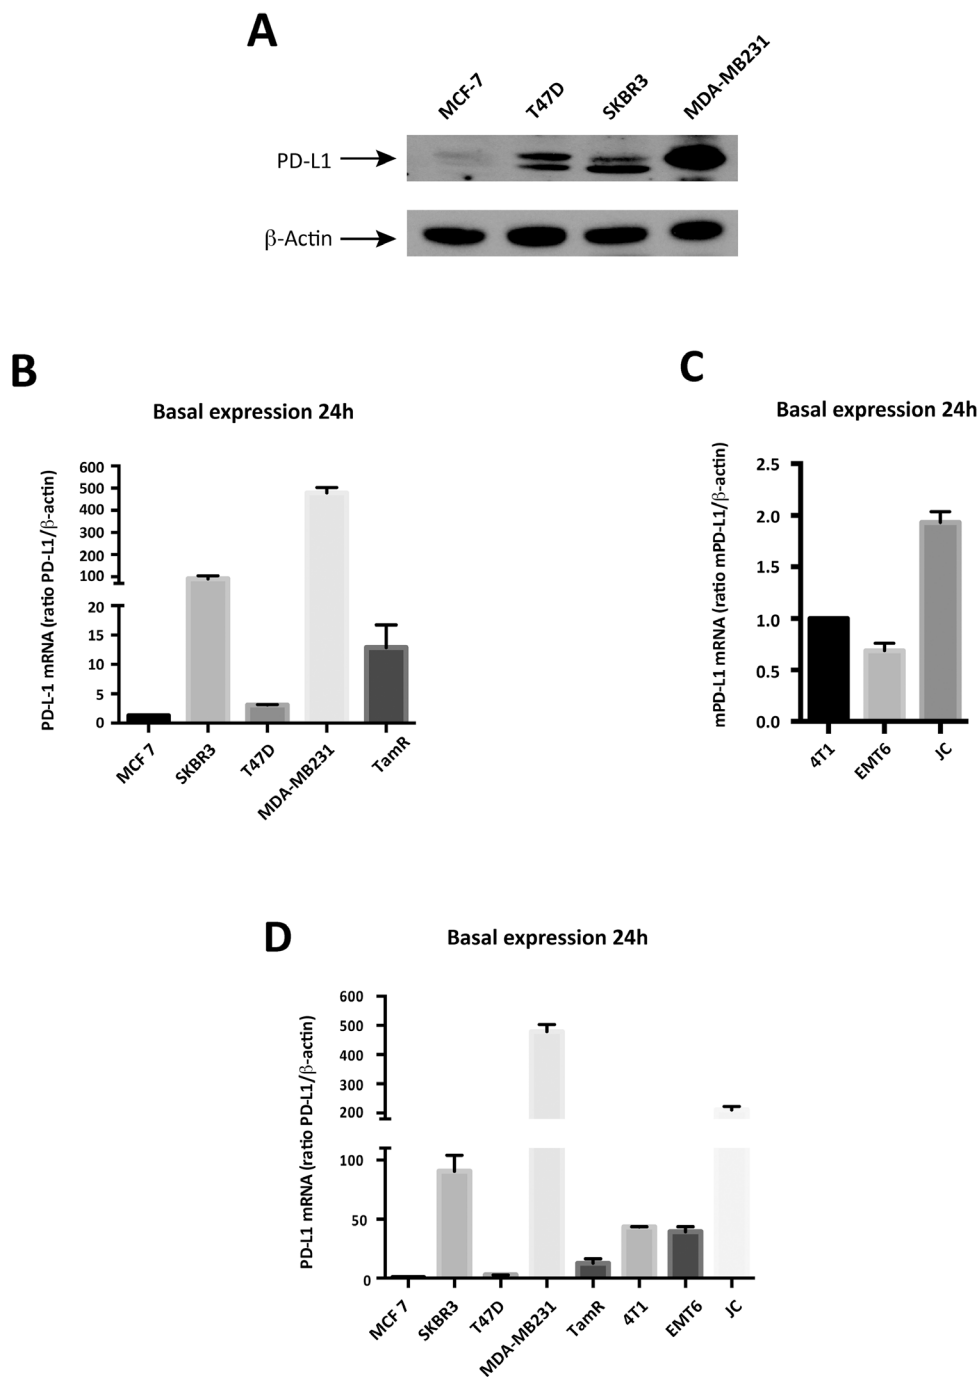 A
MCF-7
T47D
SKBR3
MDA-MB231
PD-L1
β-Actin
B
Basal expression 24h
PD-L-1 mRNA (ratio PD-L1/β-actin)
600
500
400
300
200
100
20
15
10
5
0
MCF 7
SKBR3
T47D
MDA-MB231
TamR
C
Basal expression 24h
mPD-L1 mRNA (ratio mPD-L1/β-actin)
2.5
2.0
1.5
1.0
0.5
0.0
4T1
EMT6
JC
D
Basal expression 24h
PD-L1 mRNA (ratio PD-L1/β-actin)
600
500
400
300
200
100
50
0
MCF 7
SKBR3
T47D
MDA-MB231
TamR
4T1
EMT6
JC